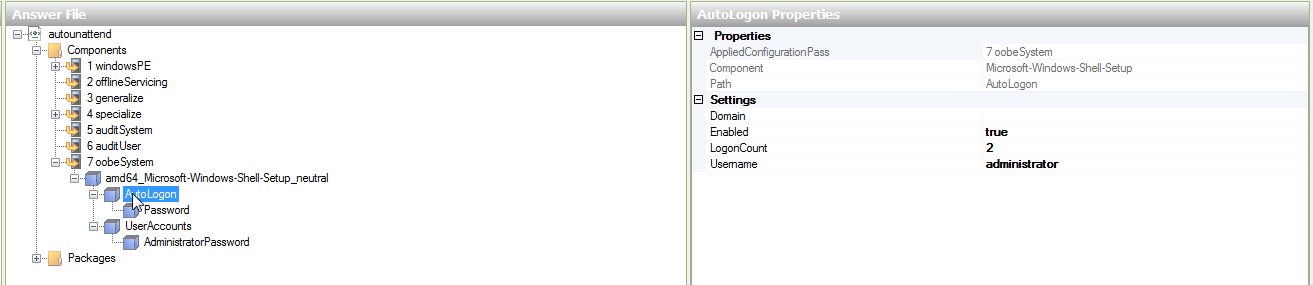 Answer File
autounattend
Components
1 windowsPE
2 offlineServicing
3 generalize
4 specialize
5 auditSystem
6 auditUser
7 oobeSystem
amd64_Microsoft-Windows-Shell-Setup_neutral
AutoLogon
Password
UserAccounts
AdministratorPassword
Packages
AutoLogon Properties
Properties
AppliedConfigurationPass 7 oobeSystem
Component Microsoft-Windows-Shell-Setup
Path AutoLogon
Settings
Domain
Enabled true
LogonCount 2
Username administrator